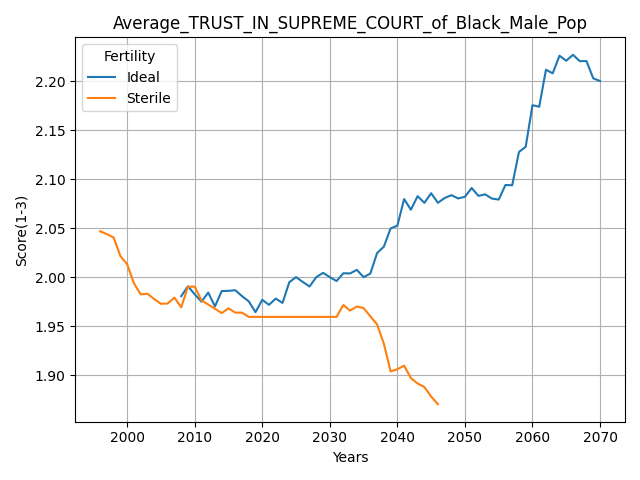 Average_TRUST_IN_SUPREME_COURT_of_Black_Male_Pop
Fertility
Ideal
Sterile
Score(1-3)
2.20
2.15
2.10
2.05
2.00
1.95
1.90
2000 2010 2020 2030 2040 2050 2060 2070
Years